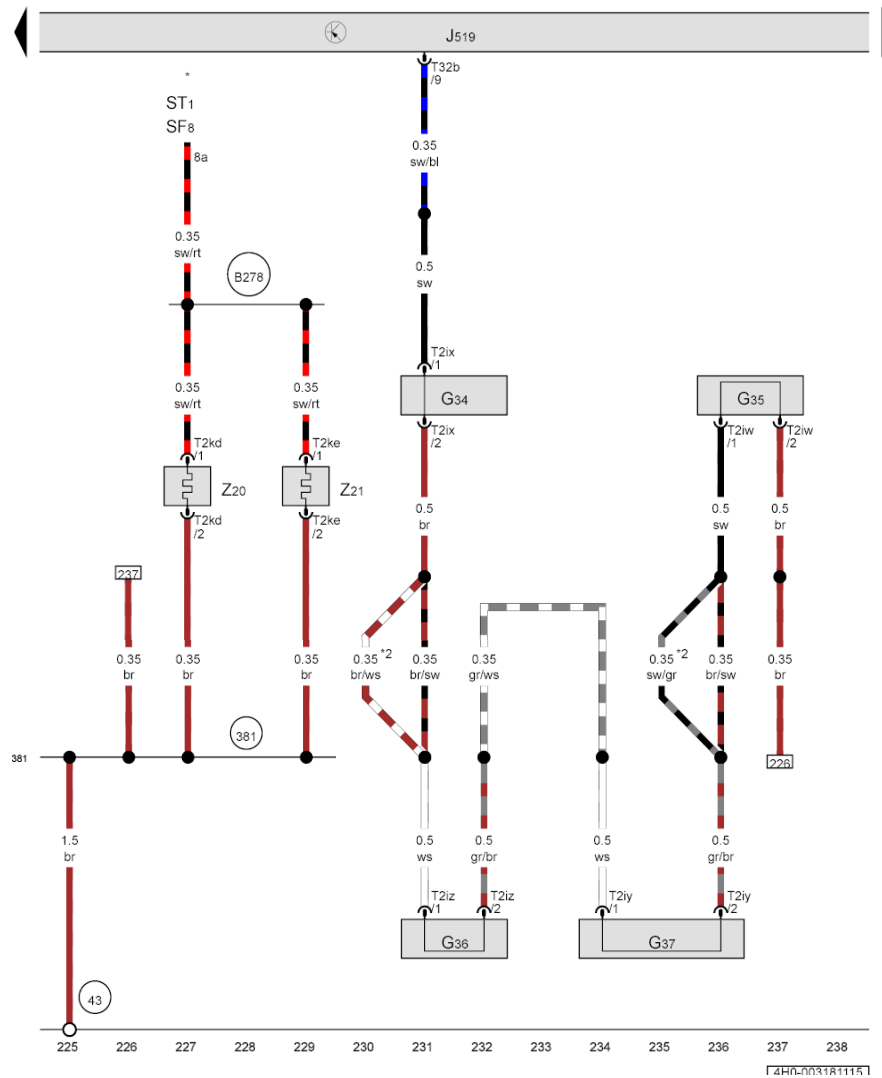 J519
T32b
/9
*
ST1
SF8
8a
0.35
sw/bl
0.35
sw/rt
B278
0.5
sw
T2ix
/1
0.35
sw/rt
0.35
sw/rt
G34
G35
T2ix
/2
T2iw
/1
T2iw
/2
T2kd
/1
T2ke
/1
Z20
Z21
T2kd
/2
T2ke
/2
0.5
br
0.5
sw
0.5
br
237
0.35
br
0.35
br
0.35
br
0.35 *2
br/ws
0.35
br/sw
0.35
gr/ws
0.35 *2
sw/gr
0.35
br/sw
0.35
br
381
381
226
1.5
br
0.5
ws
0.5
gr/br
0.5
ws
0.5
gr/br
T2iz
/1
T2iz
/2
T2iy
/1
T2iy
/2
G36
G37
43
225 226 227 228 229 230 231 232 233 234 235 236 237 238
4H0-003181115